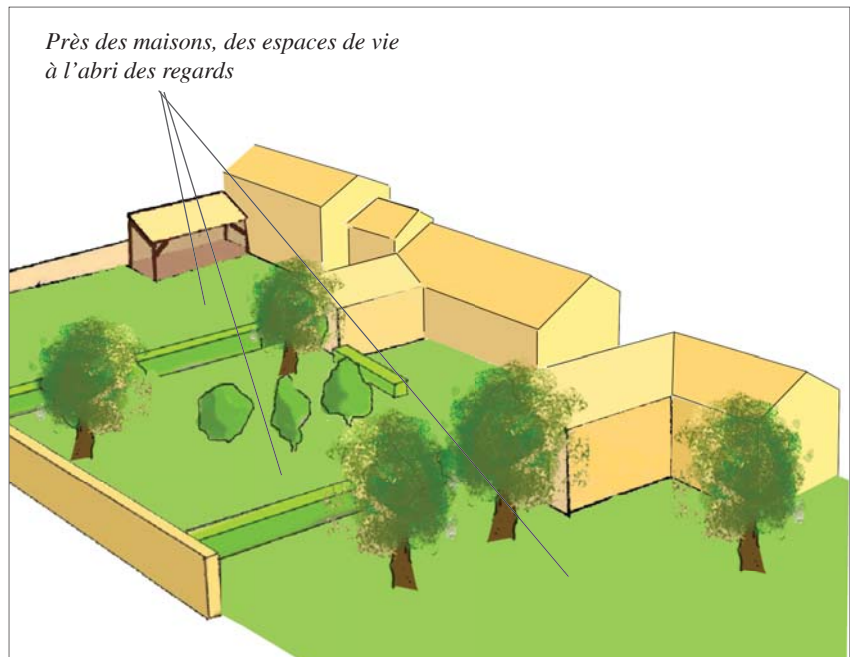 Près des maisons, des espaces de vie
à l’abri des regards